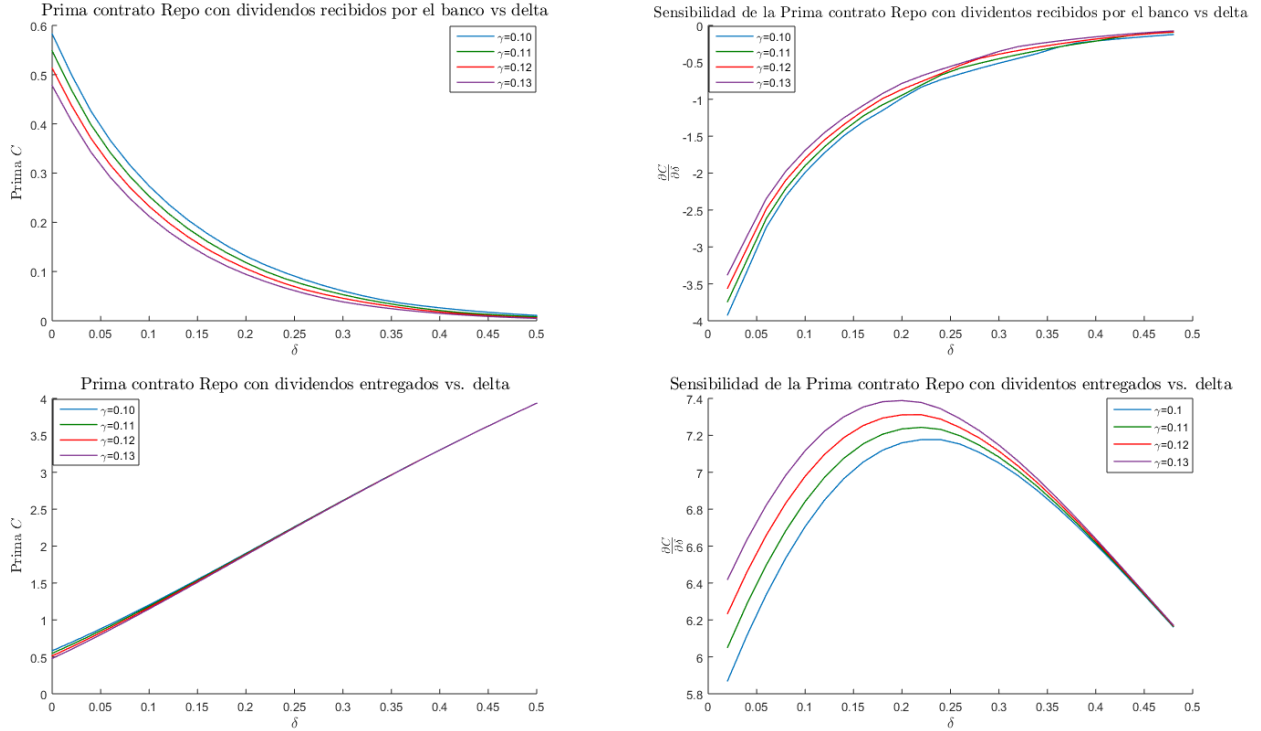 Prima contrato Repo con dividendos recibidos por el banco vs delta
0.6
0.5
0.4
0.3
0.2
0.1
0
Prima C
γ=0.10
γ=0.11
γ=0.12
γ=0.13
0 0.05 0.1 0.15 0.2 0.25 0.3 0.35 0.4 0.45 0.5
δ
Sensibilidad de la Prima contrato Repo con dividentos recibidos por el banco vs delta
0
-0.5
-1
-1.5
-2
-2.5
-3
-3.5
-4
∂C
∂δ
γ=0.10
γ=0.11
γ=0.12
γ=0.13
0 0.05 0.1 0.15 0.2 0.25 0.3 0.35 0.4 0.45 0.5
δ
Prima contrato Repo con dividendos entregados vs. delta
4
3.5
3
2.5
2
1.5
1
0.5
0
Prima C
γ=0.10
γ=0.11
γ=0.12
γ=0.13
0 0.05 0.1 0.15 0.2 0.25 0.3 0.35 0.4 0.45 0.5
δ
Sensibilidad de la Prima contrato Repo con dividentos entregados vs. delta
7.4
7.2
7
6.8
6.6
6.4
6.2
6
5.8
∂C
∂δ
γ=0.1
γ=0.11
γ=0.12
γ=0.13
0 0.05 0.1 0.15 0.2 0.25 0.3 0.35 0.4 0.45 0.5
δ